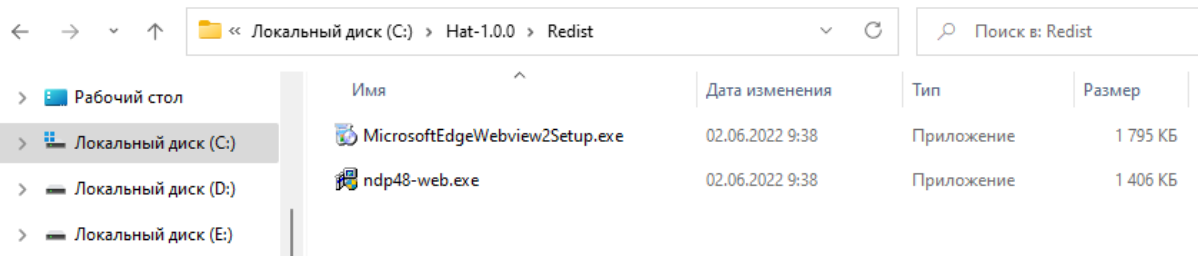 « Локальный диск (C:) › Hat-1.0.0 › Redist
Поиск в: Redist
Имя Дата изменения Тип Размер
Рабочий стол
Локальный диск (C:)
Локальный диск (D:)
Локальный диск (E:)
MicrosoftEdgeWebview2Setup.exe 02.06.2022 9:38 Приложение 1 795 КБ
ndp48-web.exe 02.06.2022 9:38 Приложение 1 406 КБ